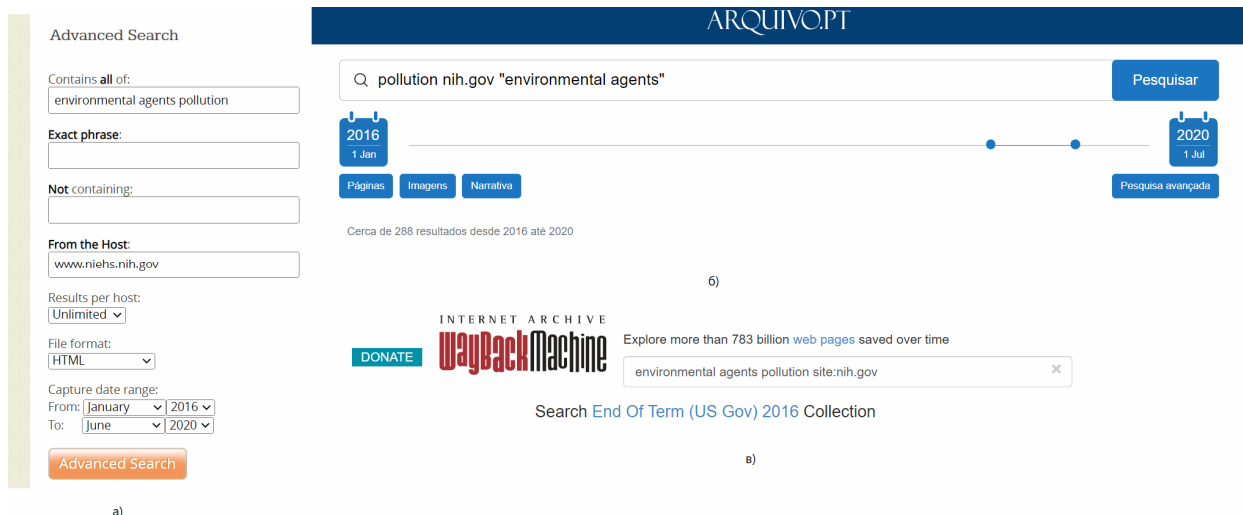 Advanced Search
Contains all of:
environmental agents pollution
Exact phrase:
Not containing:
From the Host:
www.niehs.nih.gov
Results per host:
Unlimited
File format:
HTML
Capture date range:
From: January 2016
To: June 2020
Advanced Search
а)
ARQUIVO.PT
pollution nih.gov "environmental agents"
Pesquisar
2016
1 Jan
2020
1 Jul
Páginas
Imagens
Narrativa
Pesquisa avançada
Cerca de 288 resultados desde 2016 até 2020
б)
INTERNET ARCHIVE
DONATE
WayBackMachine
Explore more than 783 billion web pages saved over time
environmental agents pollution site:nih.gov
Search End Of Term (US Gov) 2016 Collection
в)